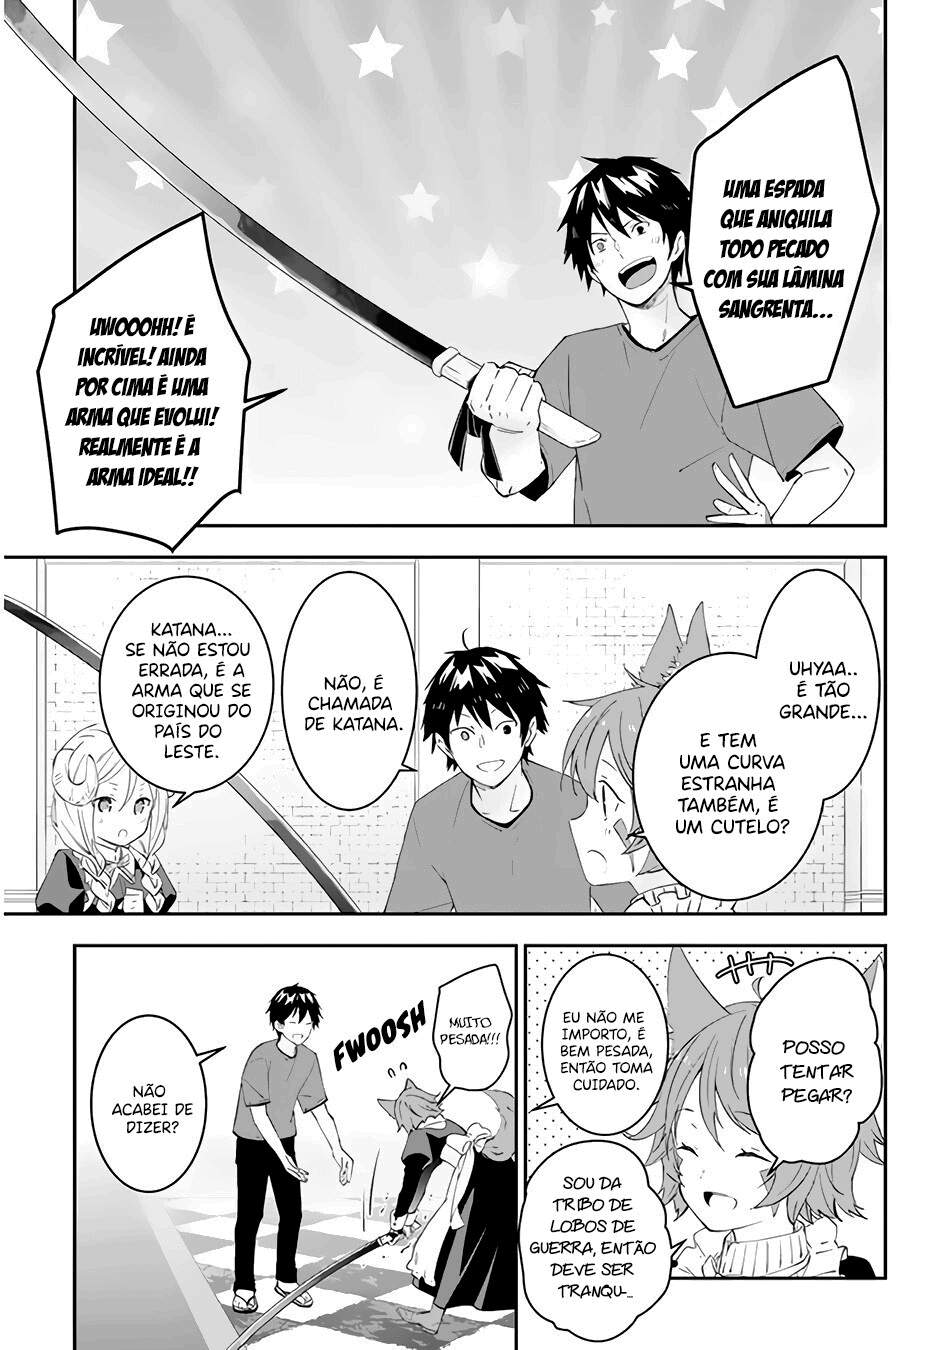 UMA ESPADA
QUE ANIQUILA
TODO PECADO
COM SUA LÂMINA
SANGRENTA...
UWOOOHH! É
INCRÍVEL! AINDA
POR CIMA É UMA
ARMA QUE EVOLUI!
REALMENTE É A
ARMA IDEAL!!
UHYAA..
É TÃO
GRANDE...
E TEM
UMA CURVA
ESTRANHA
TAMBÉM, É
UM CUTELO?
NÃO, É
CHAMADA
DE KATANA.
KATANA...
SE NÃO ESTOU
ERRADA, É A
ARMA QUE SE
ORIGINOU DO
PAÍS DO
LESTE.
POSSO
TENTAR
PEGAR?
EU NÃO ME
IMPORTO, É
BEM PESADA,
ENTÃO TOMA
CUIDADO.
SOU DA
TRIBO DE
LOBOS DE
GUERRA, ENTÃO
DEVE SER
TRANQU-...
MUITO
PESADA!!!
FWOOSH
NÃO
ACABEI DE
DIZER?